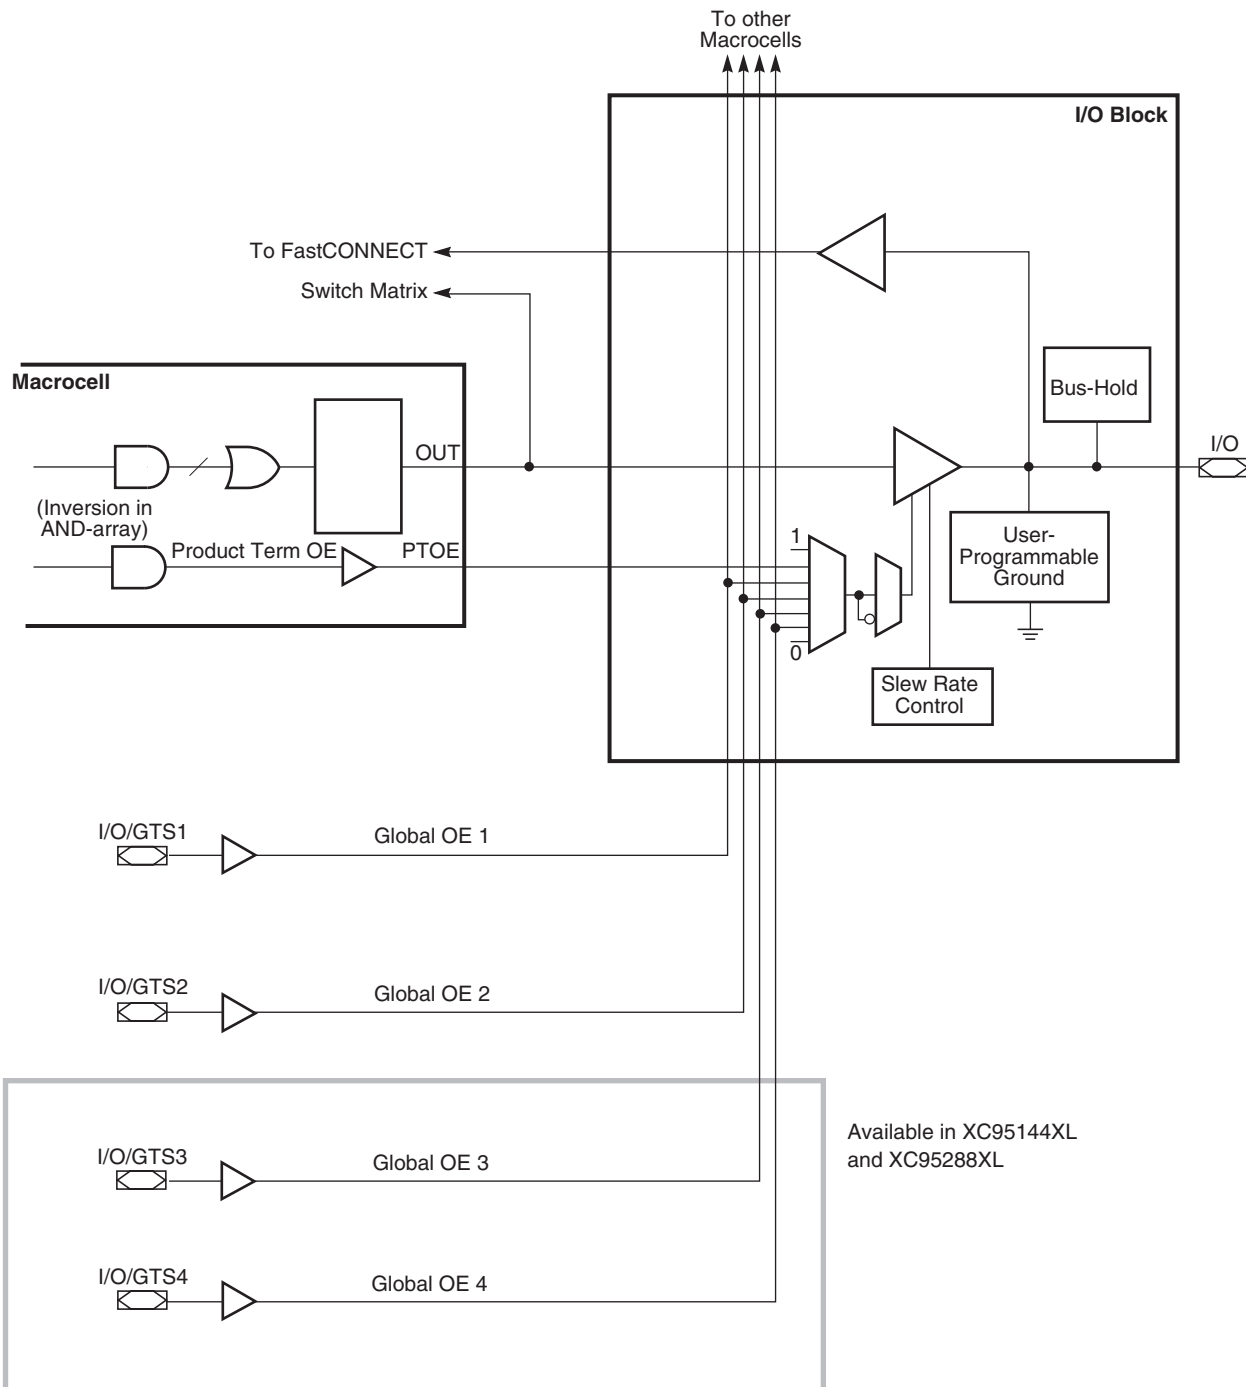 To other
Macrocells
I/O Block
To FastCONNECT
Switch Matrix
Macrocell
Bus-Hold
OUT
I/O
(Inversion in
AND-array)
Product Term OE
PTOE
1
User-
Programmable
Ground
0
Slew Rate
Control
I/O/GTS1
Global OE 1
I/O/GTS2
Global OE 2
I/O/GTS3
Global OE 3
Available in XC95144XL
and XC95288XL
I/O/GTS4
Global OE 4